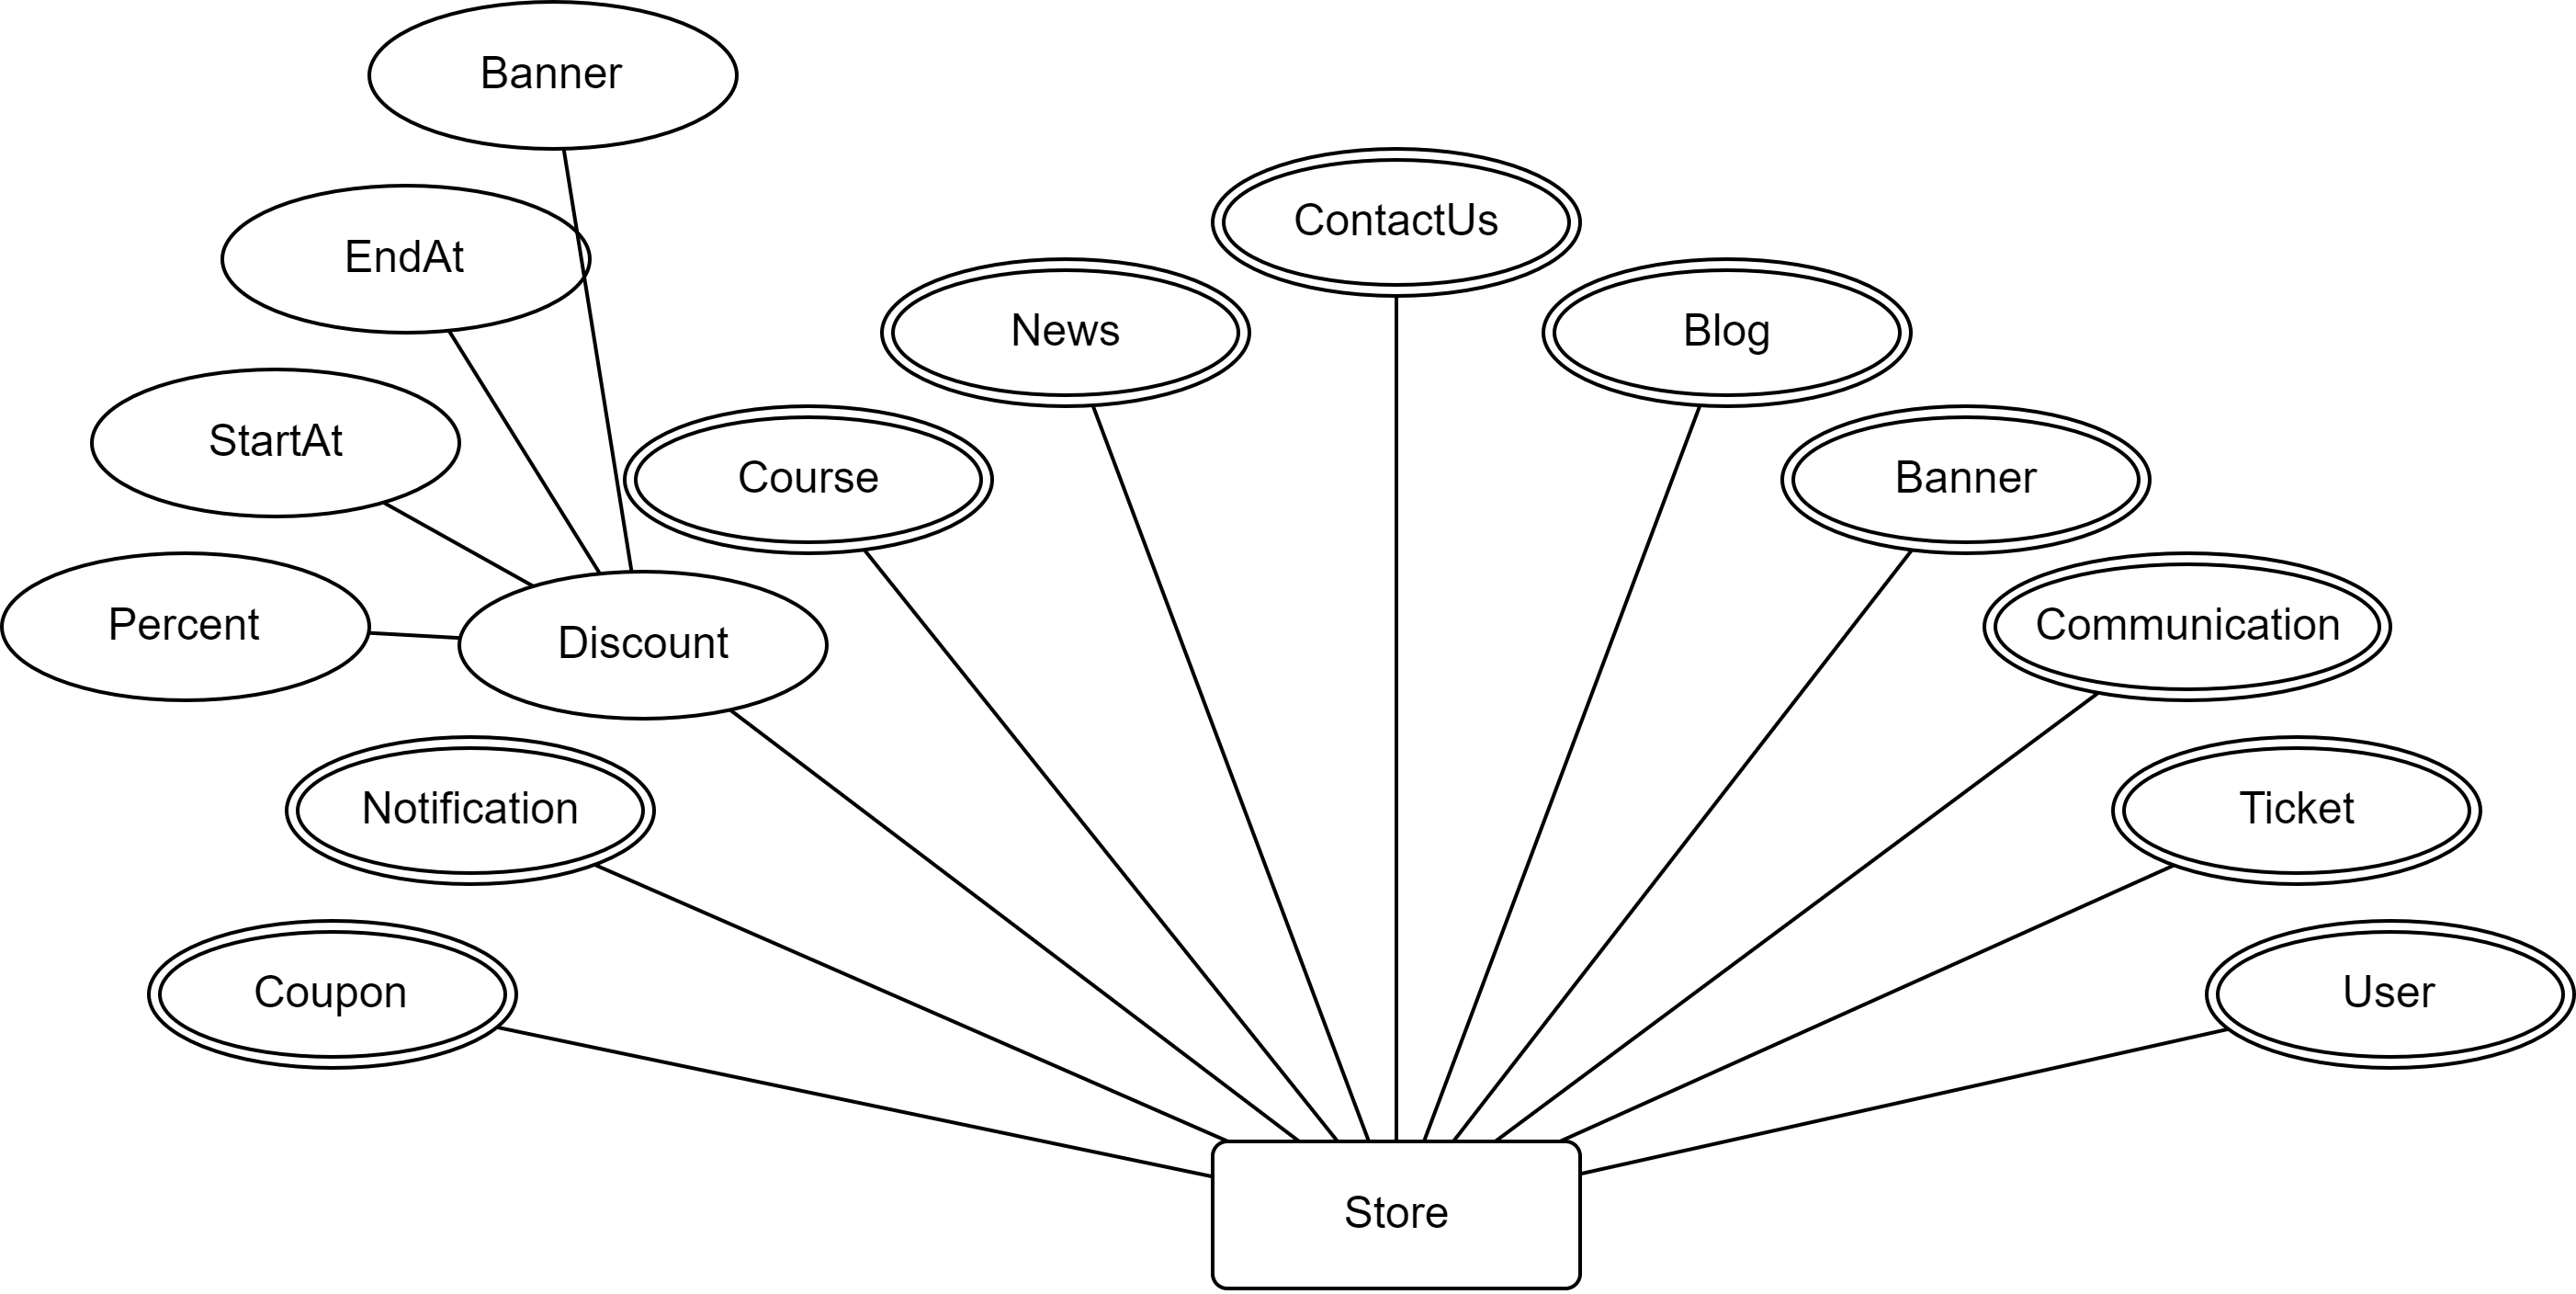 Banner
ContactUs
EndAt
News
Blog
StartAt
Course
Banner
Percent
Discount
Communication
Notification
Ticket
Coupon
User
Store